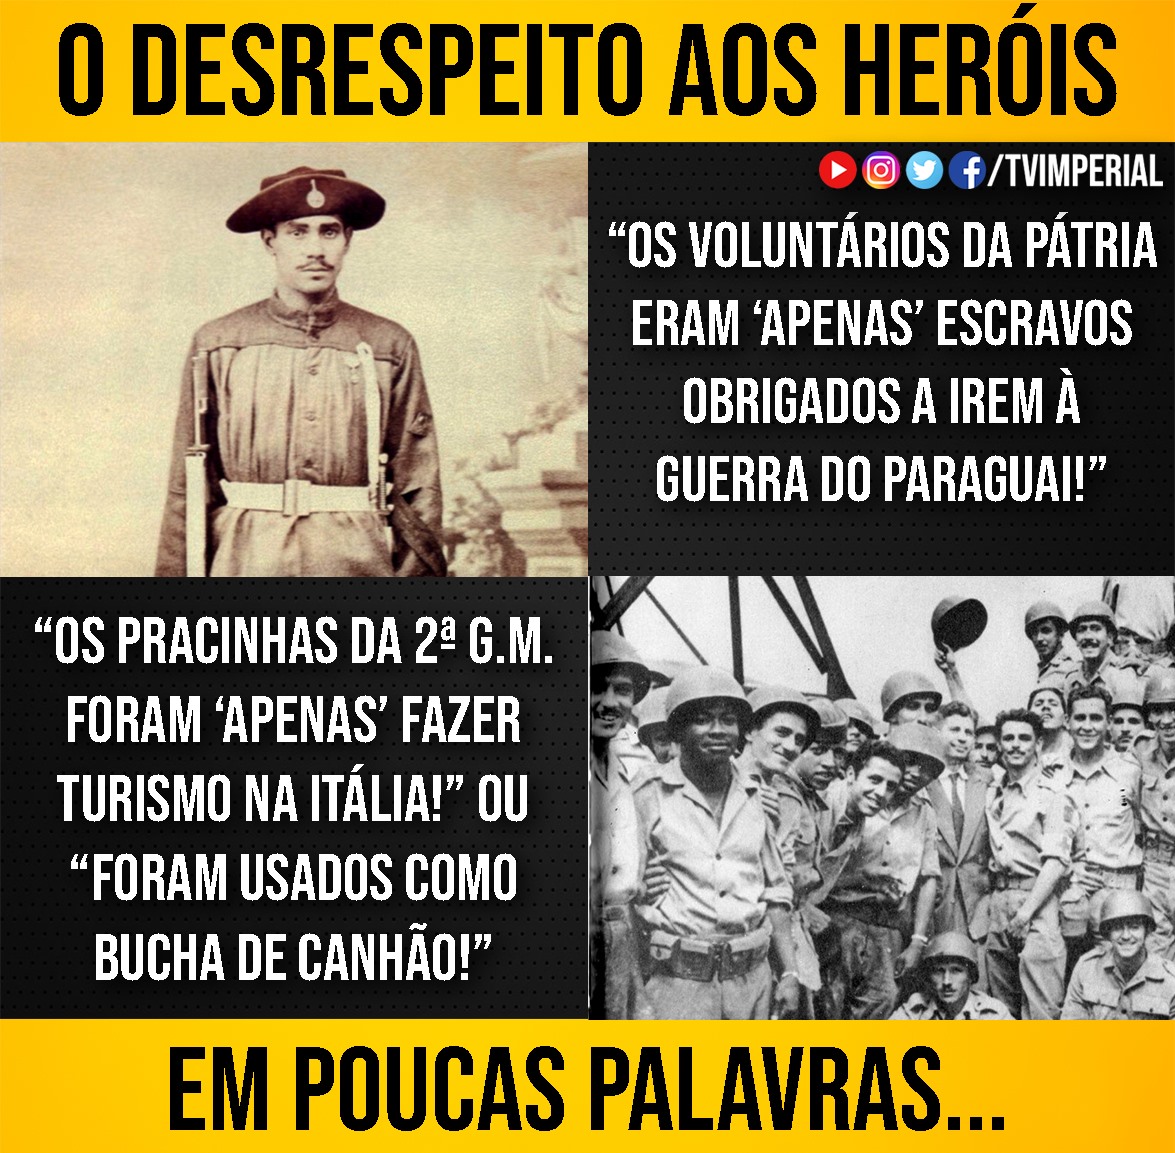 O DESRESPEITO AOS HERÓIS
/TVIMPERIAL
“OS VOLUNTÁRIOS DA PÁTRIA
ERAM ‘APENAS’ ESCRAVOS
OBRIGADOS A IREM À
GUERRA DO PARAGUAI!”
“OS PRACINHAS DA 2ª G.M.
FORAM ‘APENAS’ FAZER
TURISMO NA ITÁLIA!” OU
“FORAM USADOS COMO
BUCHA DE CANHÃO!”
EM POUCAS PALAVRAS...